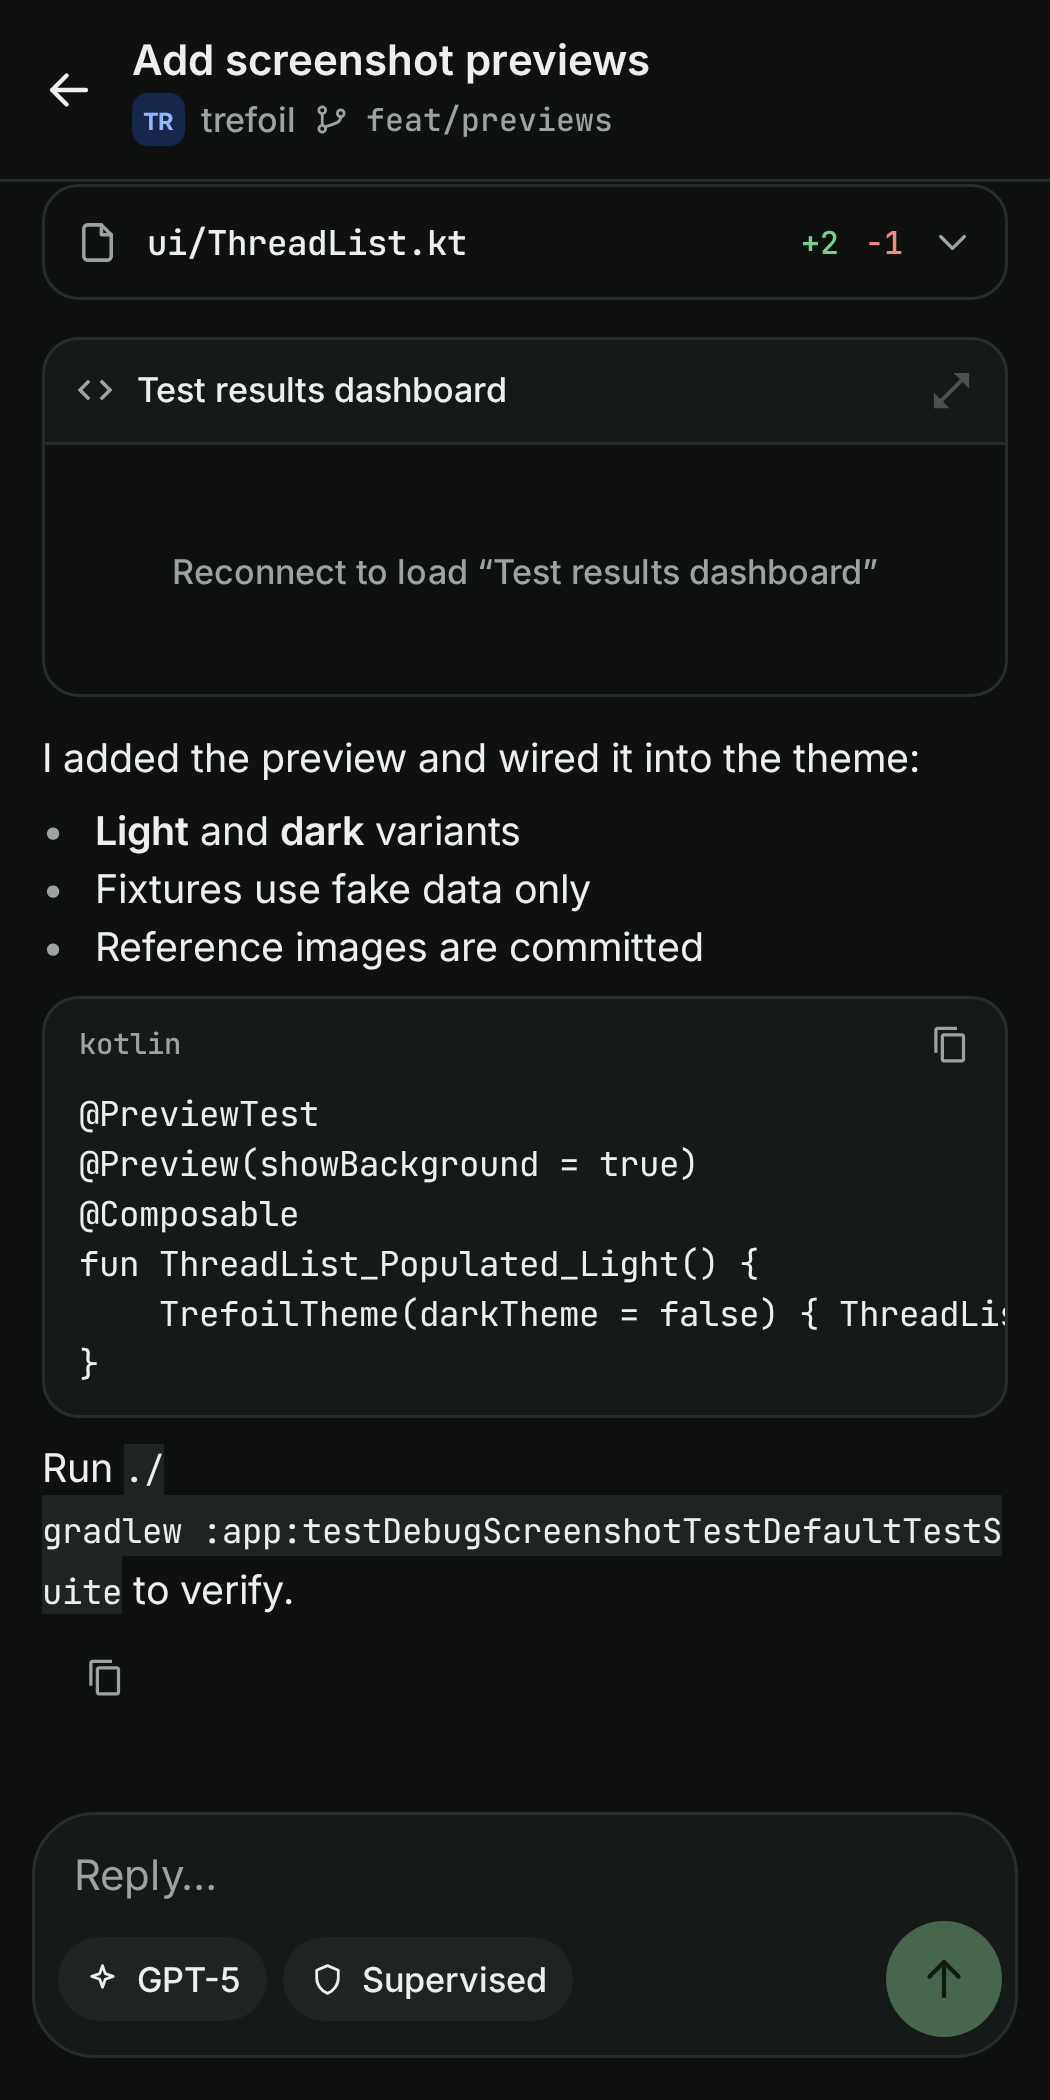 Add screenshot previews
TR trefoil feat/previews
ui/ThreadList.kt +2 -1
Test results dashboard
Reconnect to load “Test results dashboard”
I added the preview and wired it into the theme:
• Light and dark variants
• Fixtures use fake data only
• Reference images are committed
kotlin
@PreviewTest
@Preview(showBackground = true)
@Composable
fun ThreadList_Populated_Light() {
    TrefoilTheme(darkTheme = false) { ThreadLis
}
Run ./
gradlew :app:testDebugScreenshotTestDefaultTestS
uite to verify.
Reply...
GPT-5 Supervised